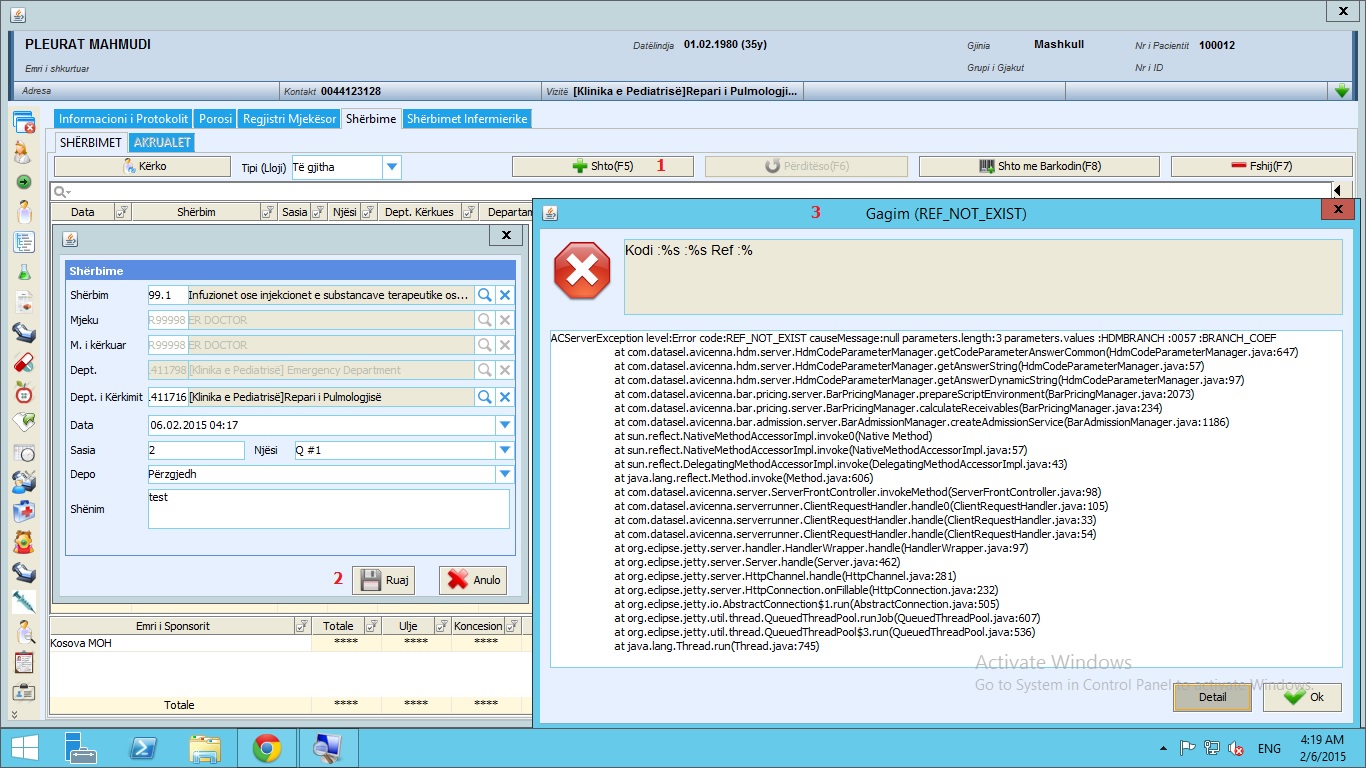 X
PLEURAT MAHMUDI
Datëlindja 01.02.1980 (35y) Gjinia Mashkull Nr i Pacientit 100012
Emri i shkurtuar Grupi i Gjakut Nr i ID
Adresa Kontakt 0044123128 Vizitë [Klinika e Pediatrisë]Repari i Pulmologji...
Informacioni i Protokolit Porosi Regjistri Mjekësor Shërbime Shërbimet Infermierike
SHËRBIMET AKRUALET
Kërko Tipi (Lloji) Të gjitha Shto(F5) 1 Përditëso(F6) Shto me Barkodin(F8) Fshij(F7)
Data Shërbim Sasia Njësi Dept. Kërkues Departam
X
Shërbime
Shërbim 99.1 Infuzionet ose injekcionet e substancave terapeutike os...
Mjeku R99998 ER DOCTOR
M. i kërkuar R99998 ER DOCTOR
Dept. .411798 [Klinika e Pediatrisë] Emergency Department
Dept. i Kërkimit .411716 [Klinika e Pediatrisë]Repari i Pulmologjisë
Data 06.02.2015 04:17
Sasia 2 Njësi Q #1
Depo Përzgjedh
Shënim test
2 Ruaj Anulo
Emri i Sponsorit Totale Ulje Koncesion
Kosova MOH **** **** ****
Totale **** **** ****
3 Gagim (REF_NOT_EXIST) X
Kodi :%s :%s Ref :%
ACServerException level:Error code:REF_NOT_EXIST causeMessage:null parameters.length:3 parameters.values :HDMBRANCH :0057 :BRANCH_COEF
at com.datasel.avicenna.hdm.server.HdmCodeParameterManager.getCodeParameterAnswerCommon(HdmCodeParameterManager.java:647)
at com.datasel.avicenna.hdm.server.HdmCodeParameterManager.getAnswerString(HdmCodeParameterManager.java:57)
at com.datasel.avicenna.hdm.server.HdmCodeParameterManager.getAnswerDynamicString(HdmCodeParameterManager.java:97)
at com.datasel.avicenna.bar.pricing.server.BarPricingManager.prepareScriptEnvironment(BarPricingManager.java:2073)
at com.datasel.avicenna.bar.pricing.server.BarPricingManager.calculateReceivables(BarPricingManager.java:234)
at com.datasel.avicenna.bar.admission.server.BarAdmissionManager.createAdmissionService(BarAdmissionManager.java:1186)
at sun.reflect.NativeMethodAccessorImpl.invoke0(Native Method)
at sun.reflect.NativeMethodAccessorImpl.invoke(NativeMethodAccessorImpl.java:57)
at sun.reflect.DelegatingMethodAccessorImpl.invoke(DelegatingMethodAccessorImpl.java:43)
at java.lang.reflect.Method.invoke(Method.java:606)
at com.datasel.avicenna.server.ServerFrontController.invokeMethod(ServerFrontController.java:98)
at com.datasel.avicenna.serverrunner.ClientRequestHandler.handle0(ClientRequestHandler.java:105)
at com.datasel.avicenna.serverrunner.ClientRequestHandler.handle(ClientRequestHandler.java:33)
at com.datasel.avicenna.serverrunner.ClientRequestHandler.handle(ClientRequestHandler.java:54)
at org.eclipse.jetty.server.handler.HandlerWrapper.handle(HandlerWrapper.java:97)
at org.eclipse.jetty.server.Server.handle(Server.java:462)
at org.eclipse.jetty.server.HttpChannel.handle(HttpChannel.java:281)
at org.eclipse.jetty.server.HttpConnection.onFillable(HttpConnection.java:232)
at org.eclipse.jetty.io.AbstractConnection$1.run(AbstractConnection.java:505)
at org.eclipse.jetty.util.thread.QueuedThreadPool.runJob(QueuedThreadPool.java:607)
at org.eclipse.jetty.util.thread.QueuedThreadPool$3.run(QueuedThreadPool.java:536)
at java.lang.Thread.run(Thread.java:745)
Activate Windows
Go to System in Control Panel to activate Windows.
Detail Ok
ENG 4:19 AM
2/6/2015